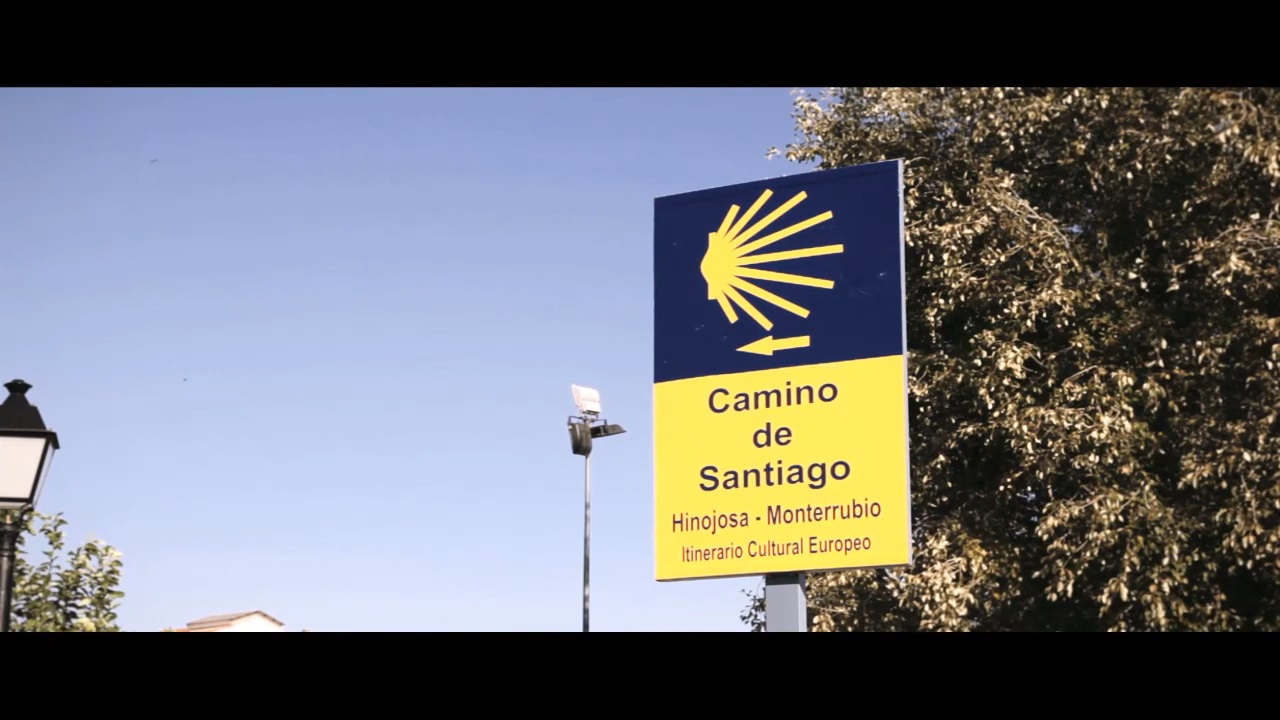 Camino
de
Santiago
Hinojosa - Monterrubio
Itinerario Cultural Europeo